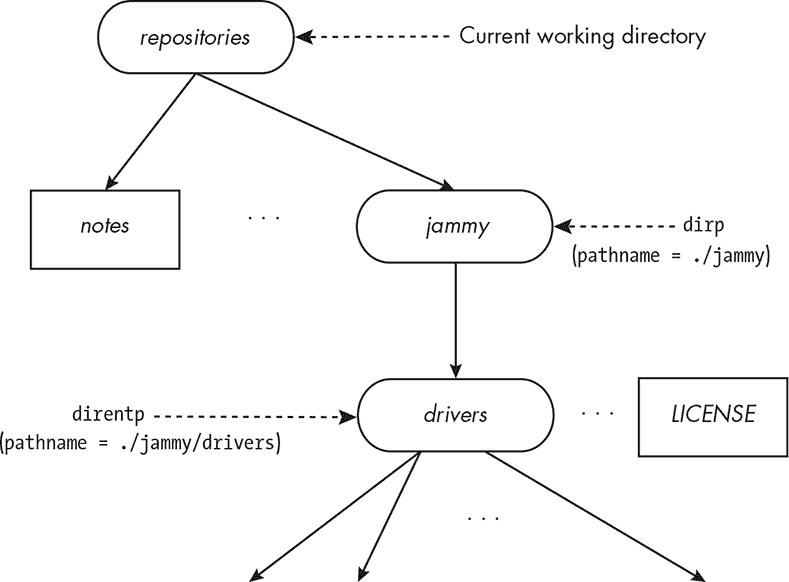 repositories
Current working directory
notes
. . .
jammy
dirp
(pathname = ./jammy)
direntp
(pathname = ./jammy/drivers)
drivers
. . .
LICENSE
. . .